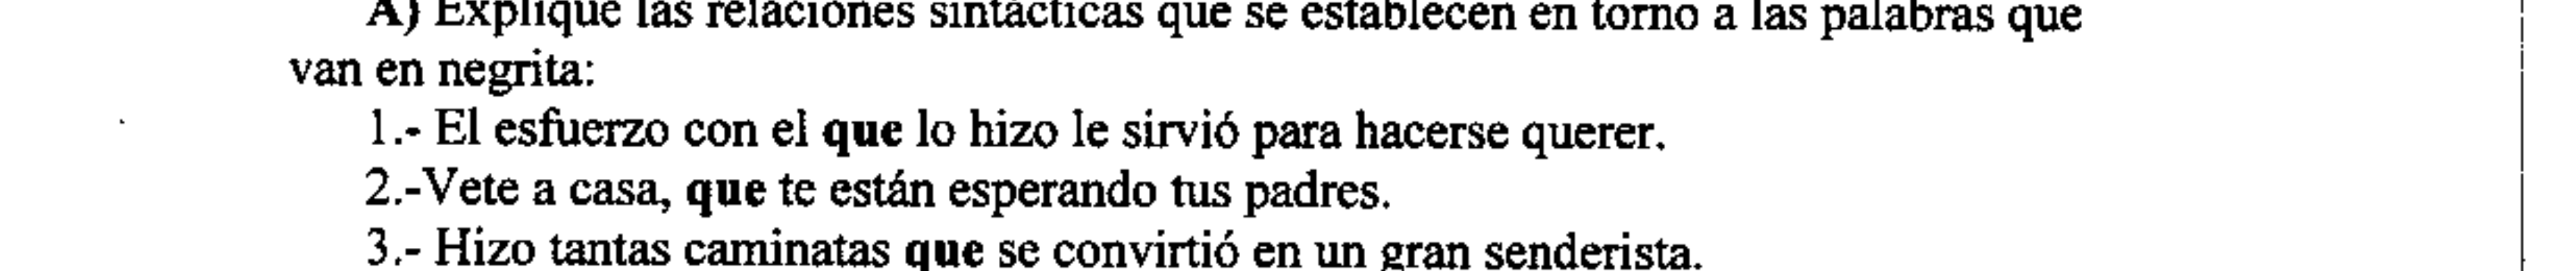 A) Explique las relaciones sintácticas que se establecen en torno a las palabras que
van en negrita:
1.- El esfuerzo con el que lo hizo le sirvió para hacerse querer.
2.-Vete a casa, que te están esperando tus padres.
3.- Hizo tantas caminatas que se convirtió en un gran senderista.